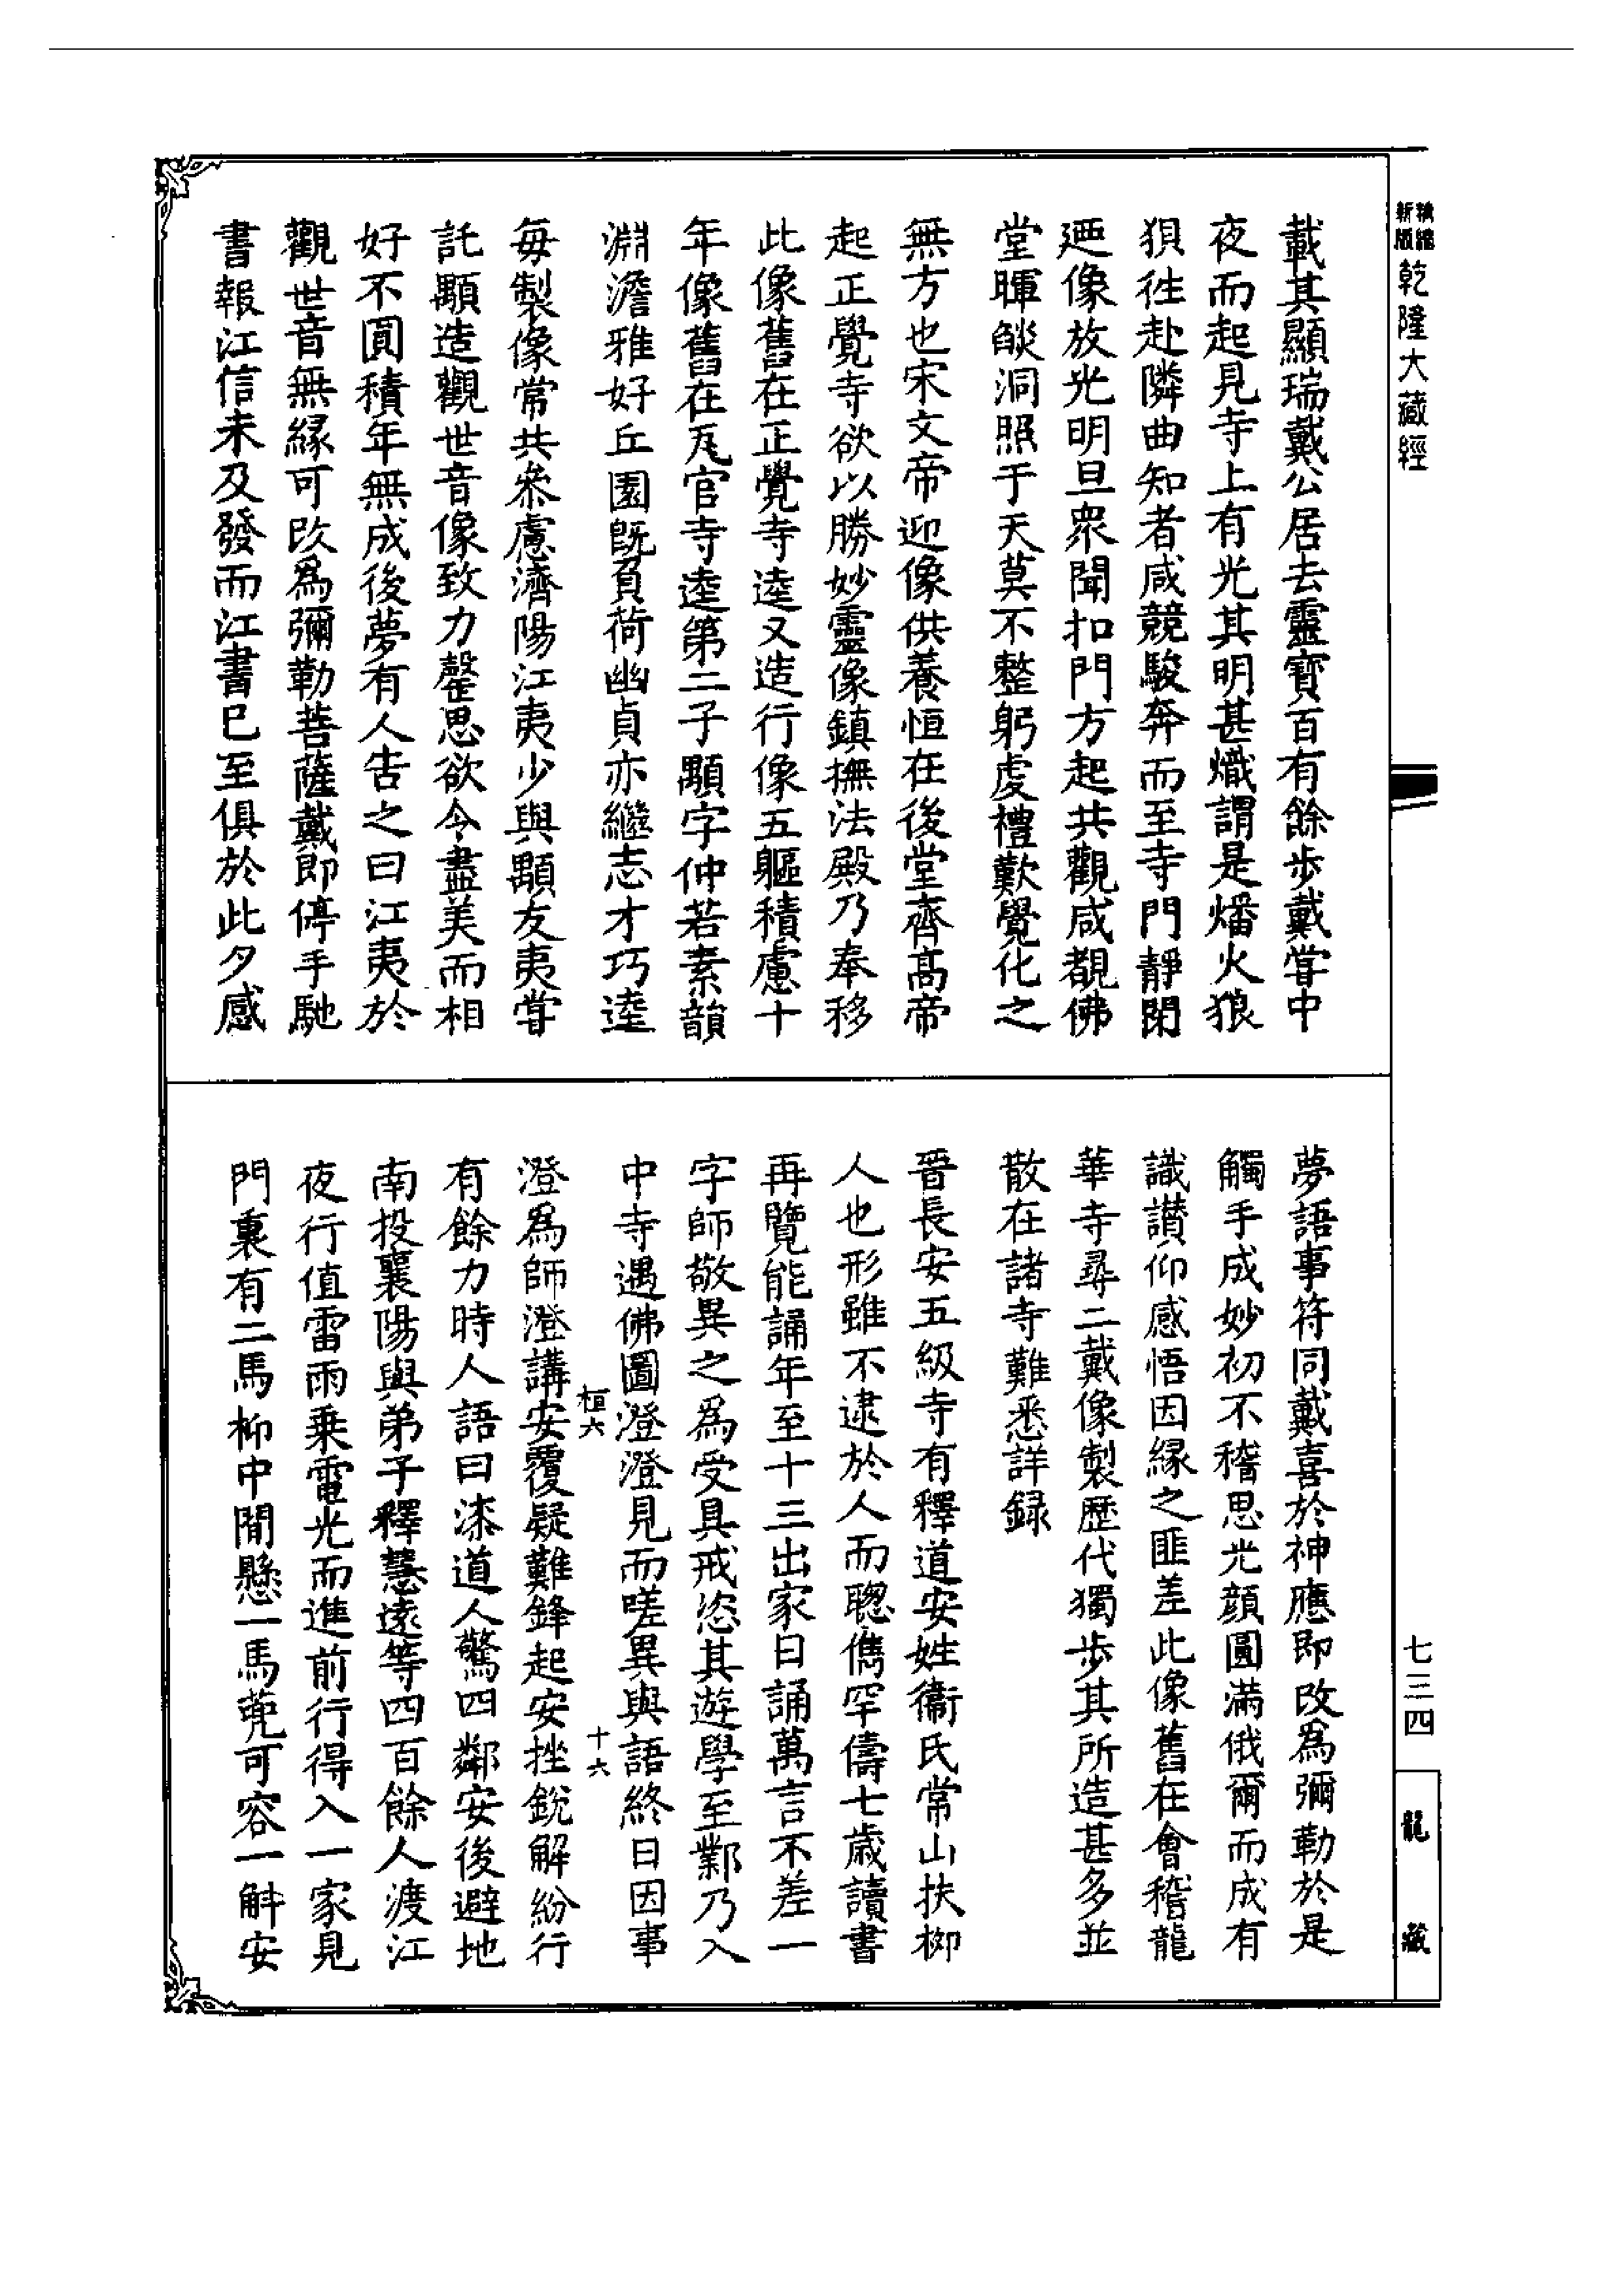 精縮新版乾隆大藏經
載其顯瑞戴公居去靈寶百有餘步戴甞中
夜而起見寺上有光其明甚熾謂是燔火狼
狽徃赴隣曲知者咸競駿奔而至寺門靜閉
廼像放光明旦衆聞扣門方起共觀咸覩佛
堂暉燄洞照于天莫不整躬虔禮歎覺化之
無方也宋文帝迎像供養恒在後堂齊髙帝
起正覺寺欲以勝妙靈像鎮撫法殿乃奉移
此像舊在正覺寺逵又造行像五軀積慮十
年像舊在瓦官寺逵第二子顒字仲若素韻
淵澹雅好丘園旣負荷幽貞亦繼志才巧逵
每製像常共叅慮濟陽江夷少與顒友夷甞
託顒造觀世音像致力罄思欲令盡美而相
好不圓積年無成後夢有人告之曰江夷於
觀世音無縁可改為彌勒菩薩戴即停手馳
書報江信未及發而江書已至俱於此夕感
夢語事符同戴喜於神應即改為彌勒於是
觸手成妙初不稽思光顔圓滿俄爾而成有
識讃仰感悟因縁之匪差此像舊在會稽龍
華寺尋二戴像製歷代獨步其所造甚多並
散在諸寺難悉詳録
晉長安五級寺有釋道安姓衞氏常山扶柳
人也形雖不逮於人而聰儁罕儔七歲讀書
再覽能誦年至十三出家日誦萬言不差一
字師敬異之為受具戒恣其遊學至鄴乃入
中寺遇佛圖澄澄見而嗟異與語終日因事
桓六
十六
澄為師澄講安覆疑難鋒起安挫銳解紛行
有餘力時人語曰漆道人驚四鄰安後避地
南投襄陽與弟子釋慧遠等四百餘人渡江
夜行值雷雨乗電光而進前行得入一家見
門裏有二馬枊中間懸一馬篼可容一斛安
七三四
龍藏